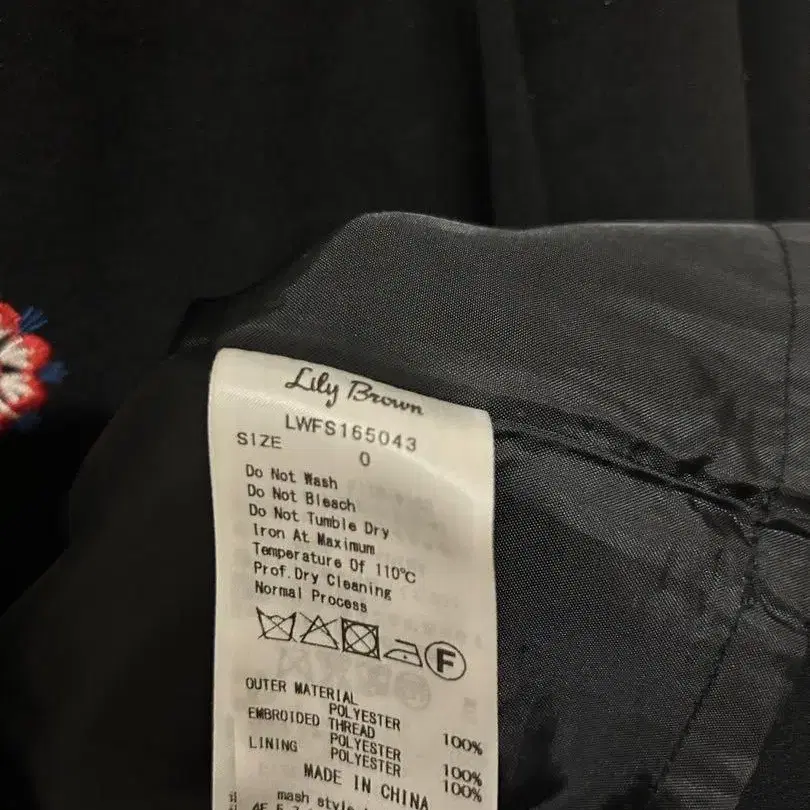 Lily Brown
LWFS165043
SIZE 0
Do Not Wash
Do Not Bleach
Do Not Tumble Dry
Iron At Maximum
Temperature Of 110℃
Prof.Dry Cleaning
Normal Process
F
OUTER MATERIAL
POLYESTER 100%
EMBROIDED THREAD
POLYESTER 100%
LINING POLYESTER 100%
MADE IN CHINA
mash style